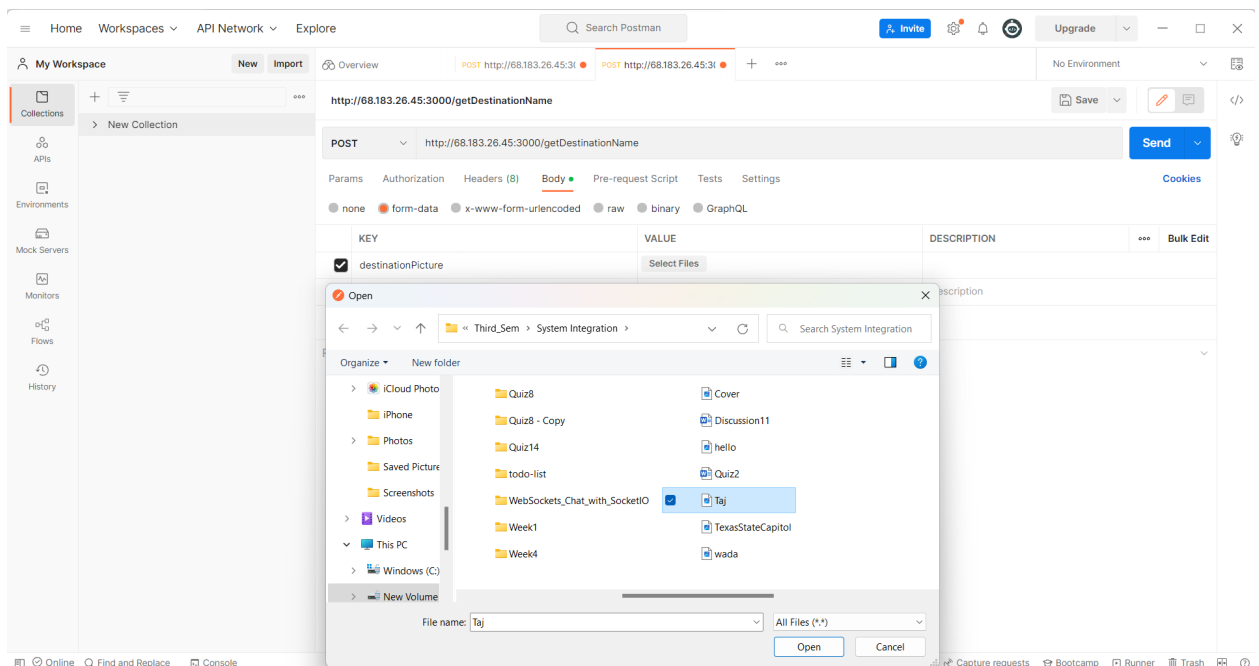 Home Workspaces API Network Explore Search Postman Invite Upgrade
My Workspace New Import Overview POST http://68.183.26.45:3( POST http://68.183.26.45:3( No Environment
Collections
APIs
Environments
Mock Servers
Monitors
Flows
History
New Collection
http://68.183.26.45:3000/getDestinationName Save
POST http://68.183.26.45:3000/getDestinationName Send
Params Authorization Headers (8) Body Pre-request Script Tests Settings Cookies
none form-data x-www-form-urlencoded raw binary GraphQL
KEY VALUE DESCRIPTION Bulk Edit
destinationPicture Select Files
escription
Open
« Third_Sem › System Integration › Search System Integration
Organize New folder
iCloud Photo
iPhone
Photos
Saved Picture
Screenshots
Videos
This PC
Windows (C:)
New Volume
Quiz8 Cover
Quiz8 - Copy Discussion11
Quiz14 hello
todo-list Quiz2
WebSockets_Chat_with_SocketIO Taj
Week1 TexasStateCapitol
Week4 wada
File name: Taj All Files (*.*)
Open Cancel
Online Find and Replace Console Capture requests Bootcamp Runner Trash